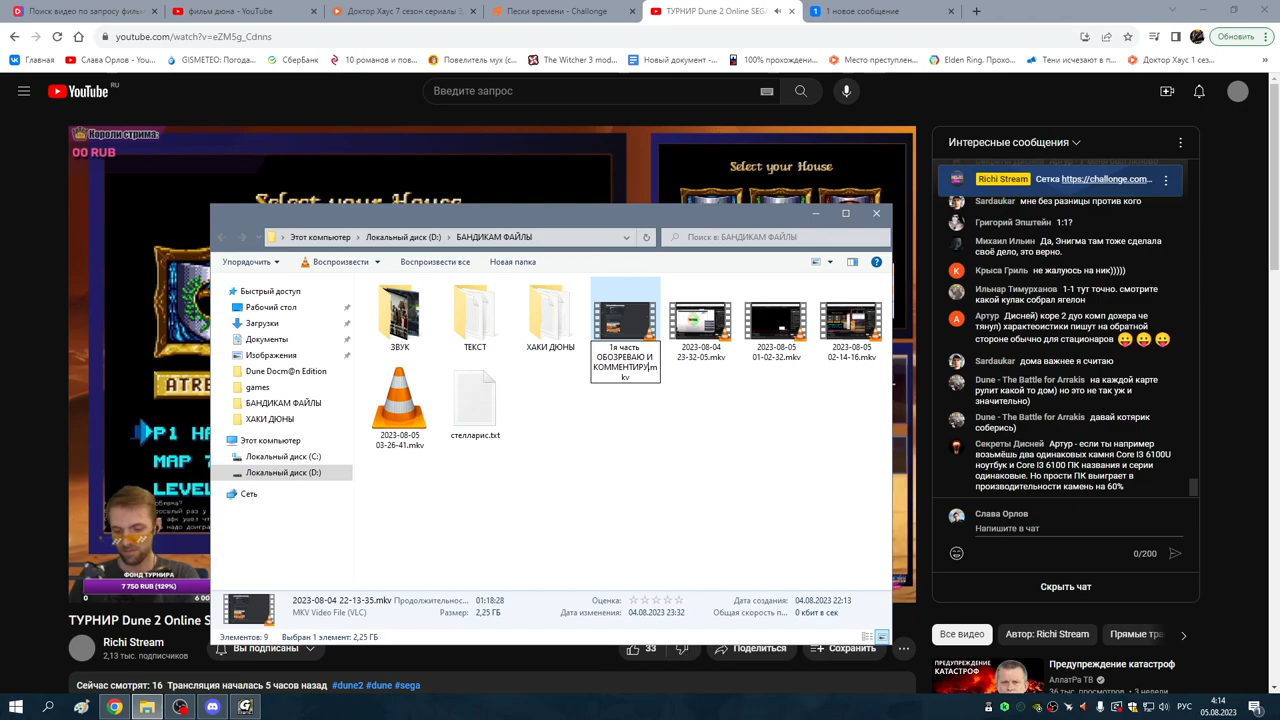 Поиск видео по запросу фильм
фильм дюна - YouTube
Доктор Хаус 7 сезон сериалы 3
Пески времени - Challonge
ТУРНИР Dune 2 Online SEGA
1 новое сообщение
youtube.com/watch?v=eZM5g_Cdnns
Обновить
Главная
Слава Орлов - You...
GISMETEO: Погода...
СберБанк
10 романов и пов...
Повелитель мух (с...
The Witcher 3 mod...
Новый документ -...
100% прохождени...
Место преступлен...
Elden Ring. Прохо...
Тени исчезают в п...
Доктор Хаус 1 сез...
YouTube RU
Введите запрос
Короли стрима:
00 RUB
Select your House
Select your House
ATRE
P1 HA
MAP 7
LEVEL
ФОНД ТУРНИРА
7 750 RUB (129%)
Этот компьютер
Локальный диск (D:)
БАНДИКАМ ФАЙЛЫ
Поиск в: БАНДИКАМ ФАЙЛЫ
Упорядочить
Воспроизвести
Воспроизвести все
Новая папка
Быстрый доступ
Рабочий стол
Загрузки
Документы
Изображения
Dune Docm@n Edition
games
БАНДИКАМ ФАЙЛЫ
ХАКИ ДЮНЫ
Этот компьютер
Локальный диск (C:)
Локальный диск (D:)
Сеть
ЗВУК
ТЕКСТ
ХАКИ ДЮНЫ
1я часть
ОБОЗРЕВАЮ И
КОММЕНТИРУ.m
kv
2023-08-04
23-32-05.mkv
2023-08-05
01-02-32.mkv
2023-08-05
02-14-16.mkv
2023-08-05
03-26-41.mkv
стелларис.txt
2023-08-04 22-13-35.mkv
MKV Video File (VLC)
Продолжительнос... 01:18:28
Размер: 2,25 ГБ
Оценка:
Дата изменения: 04.08.2023 23:32
Дата создания: 04.08.2023 22:13
Общая скорость п... 0 кбит в сек
Элементов: 9
Выбран 1 элемент: 2,25 ГБ
Интересные сообщения
Richi Stream Сетка https://challonge.com...
Sardaukar мне без разницы против кого
Григорий Эпштейн 1:1?
Михаил Ильин Да, Энигма там тоже сделала
своё дело, это верно.
Крыса Гриль не жалуюсь на ник)))))
Ильнар Тимурханов 1-1 тут точно. смотрите
какой кулак собрал ягелон
Артур Дисней) коре 2 дуо комп дохера че
тянул) характеоистики пишут на обратной
стороне обычно для стационаров
Sardaukar дома важнее я считаю
Dune - The Battle for Arrakis на каждой карте
рулит какой то дом) но это не так уж и
значительно)
Dune - The Battle for Arrakis давай котярик
соберись)
Секреты Дисней Артур - если ты например
возьмёшь два одинаковых камня Core I3 6100U
ноутбук и Core I3 6100 ПК названия и серии
одинаковые. Но прости ПК выиграет в
производительности камень на 60%
Слава Орлов
Напишите в чат
0/200
Скрыть чат
ТУРНИР Dune 2 Online S
Richi Stream
2,13 тыс. подписчиков
Вы подписаны
33
Поделиться
Сохранить
Сейчас смотрят: 16 Трансляция началась 5 часов назад #dune2 #dune #sega
Все видео
Автор: Richi Stream
Прямые тра
ПРЕДУПРЕЖДЕНИЕ
КАТАСТРОФ
Предупреждение катастроф
АллатРа ТВ
36 тыс. просмотров • 3 недели
РУС
4:14
05.08.2023